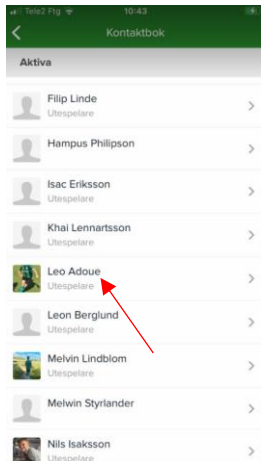 Tele2 Ftg 10:43
Kontaktbok
Aktiva
Filip Linde
Utespelare
Hampus Philipson
Isac Eriksson
Utespelare
Khai Lennartsson
Utespelare
Leo Adoue
Utespelare
Leon Berglund
Utespelare
Melvin Lindblom
Utespelare
Melwin Styrlander
Nils Isaksson
Utespelare